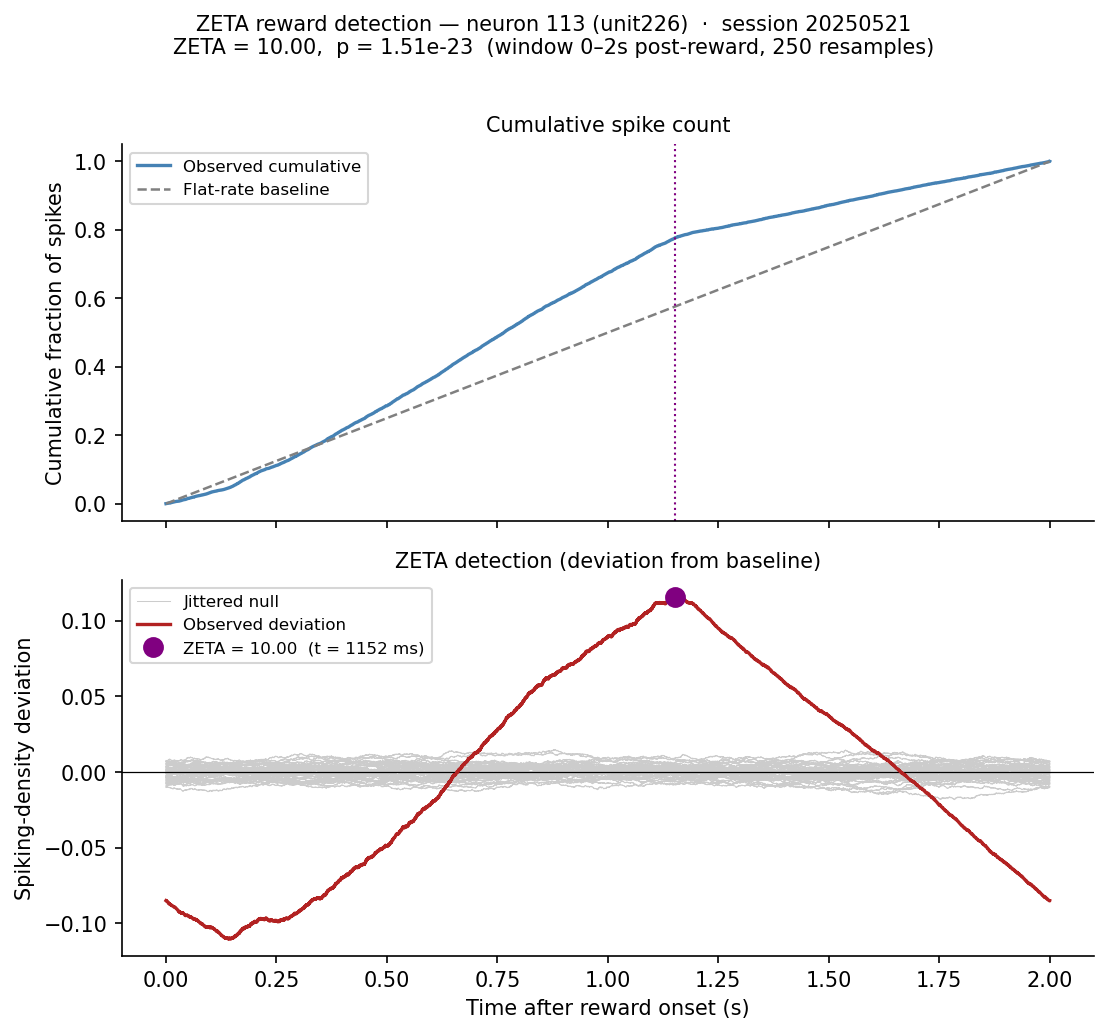 ZETA reward detection — neuron 113 (unit226)  ·  session 20250521
ZETA = 10.00,  p = 1.51e-23  (window 0–2s post-reward, 250 resamples)
Cumulative spike count
Observed cumulative
Flat-rate baseline
Cumulative fraction of spikes
1.0
0.8
0.6
0.4
0.2
0.0
ZETA detection (deviation from baseline)
Jittered null
Observed deviation
ZETA = 10.00  (t = 1152 ms)
Spiking-density deviation
0.10
0.05
0.00
−0.05
−0.10
0.00 0.25 0.50 0.75 1.00 1.25 1.50 1.75 2.00
Time after reward onset (s)